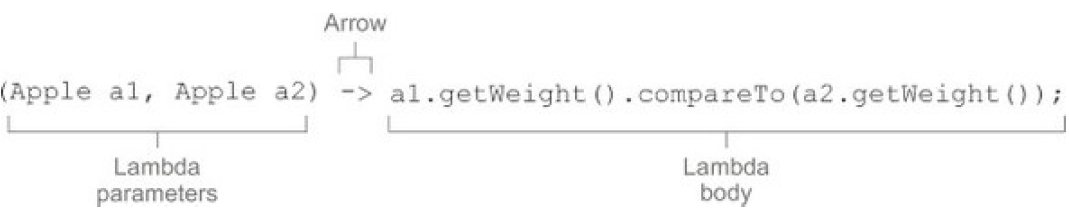 Arrow
(Apple a1, Apple a2) -> a1.getWeight().compareTo(a2.getWeight());
Lambda
parameters
Lambda
body